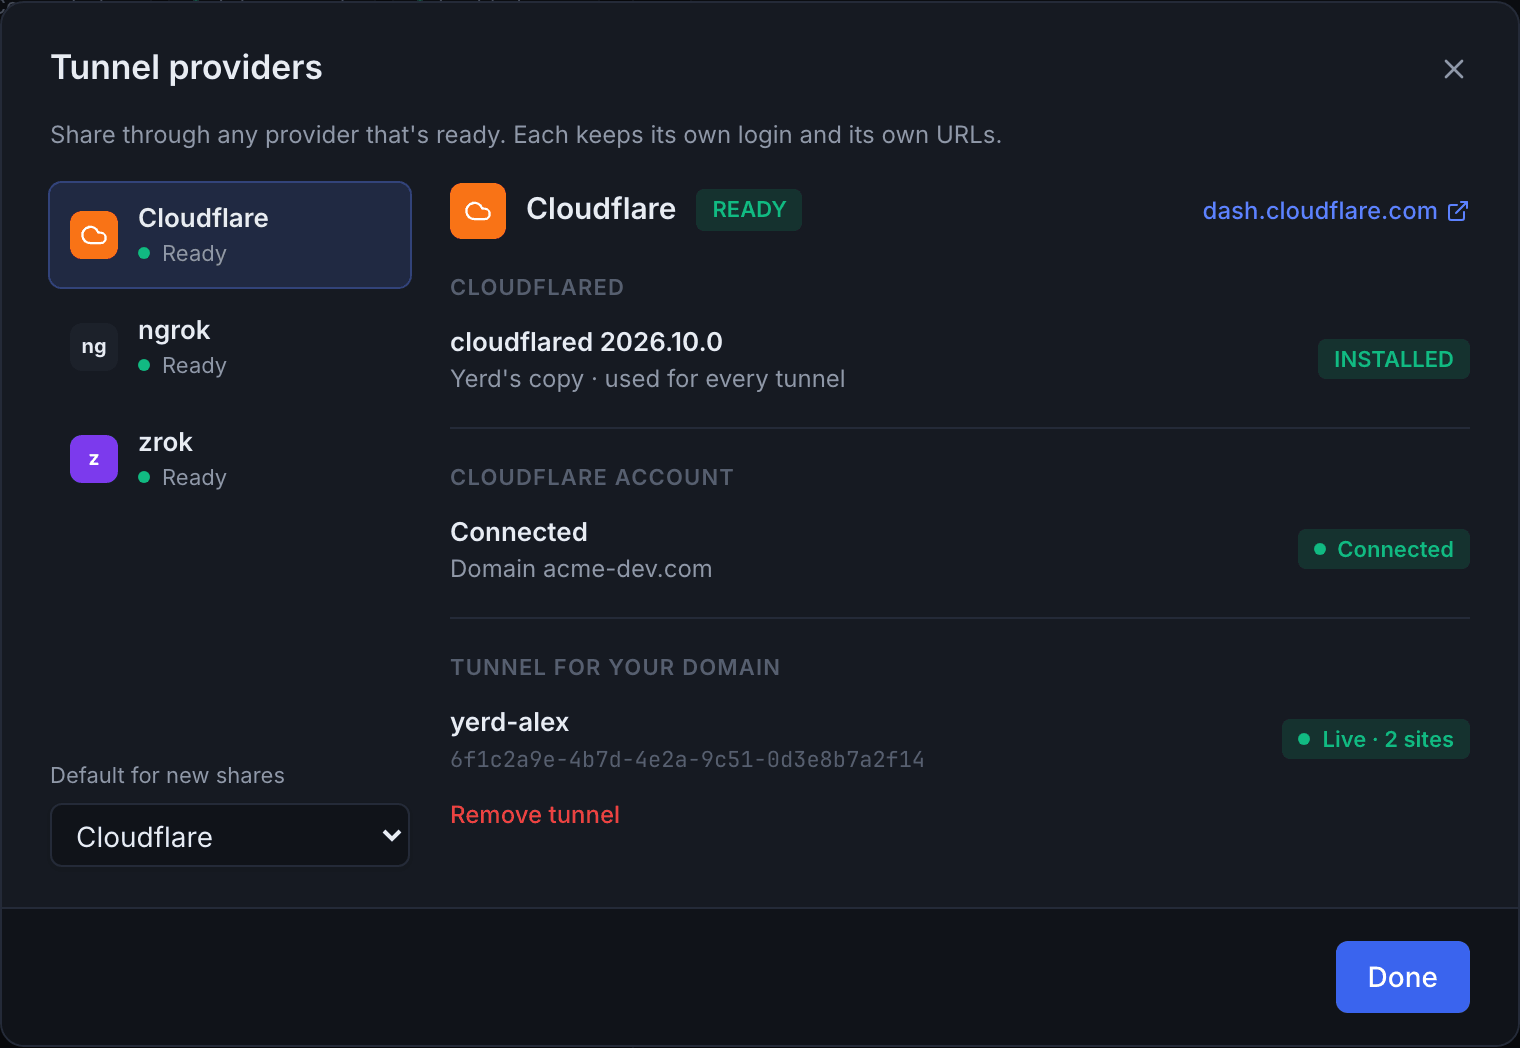 Tunnel providers
Share through any provider that's ready. Each keeps its own login and its own URLs.
Cloudflare
Ready
ng
ngrok
Ready
z
zrok
Ready
Default for new shares
Cloudflare
Cloudflare
READY
dash.cloudflare.com
CLOUDFLARED
cloudflared 2026.10.0
Yerd's copy · used for every tunnel
INSTALLED
CLOUDFLARE ACCOUNT
Connected
Domain acme-dev.com
Connected
TUNNEL FOR YOUR DOMAIN
yerd-alex
6f1c2a9e-4b7d-4e2a-9c51-0d3e8b7a2f14
Live · 2 sites
Remove tunnel
Done